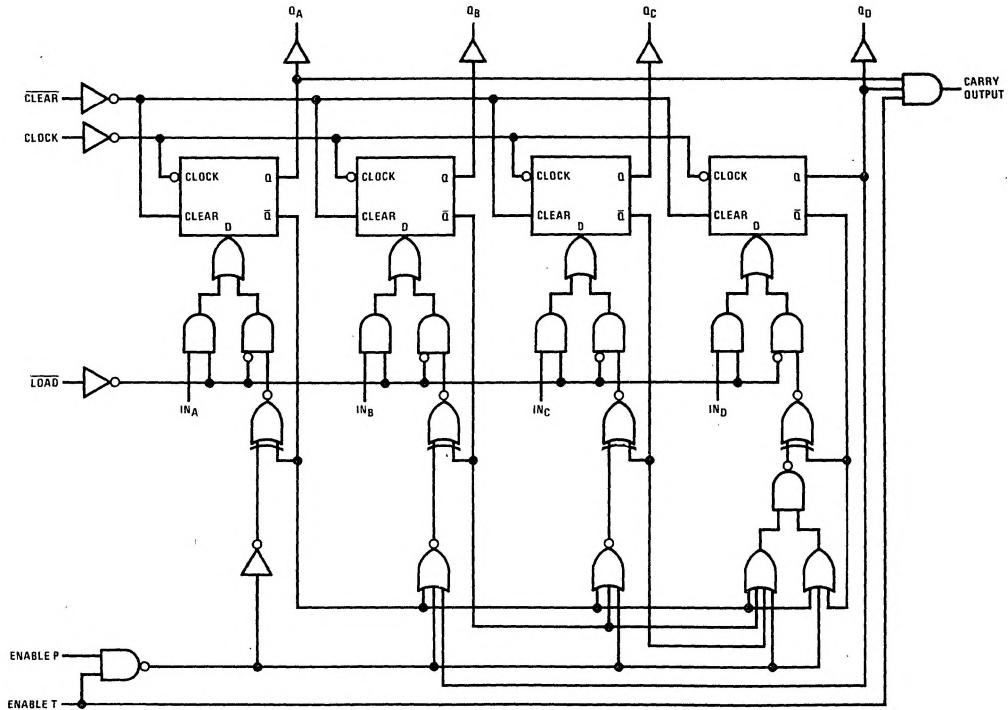 QA QB QC QD
CARRY OUTPUT
CLEAR
CLOCK
CLOCK Q CLOCK Q CLOCK Q CLOCK Q
CLEAR Q̅ CLEAR Q̅ CLEAR Q̅ CLEAR Q̅
D D D D
LOAD
INA INB INC IND
ENABLE P
ENABLE T